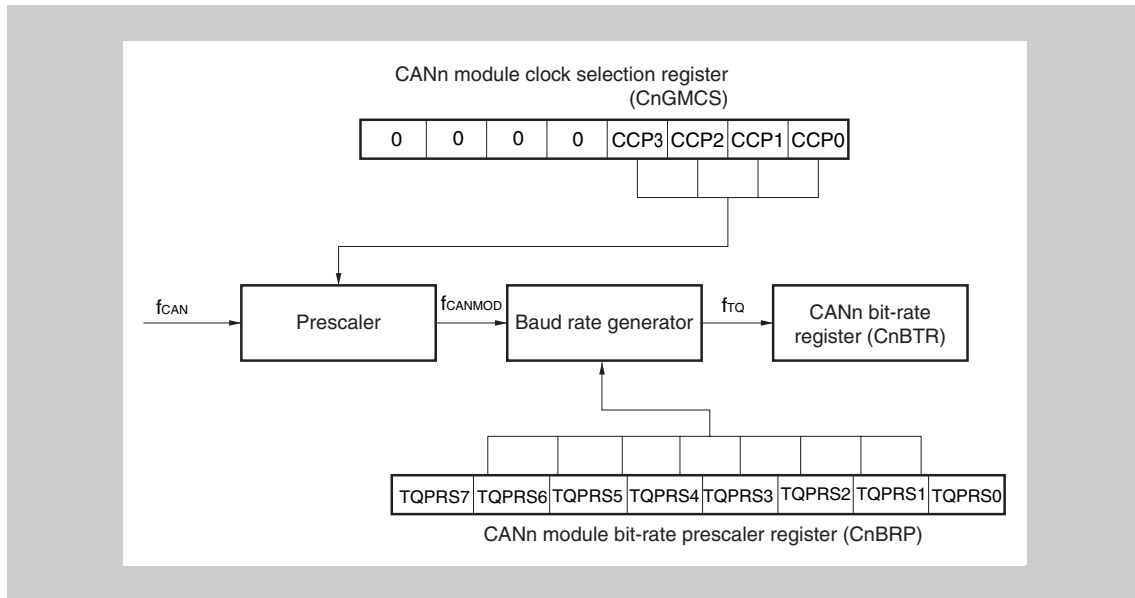 CANn module clock selection register
(CnGMCS)
0 0 0 0 CCP3 CCP2 CCP1 CCP0
fCAN
Prescaler
fCANMOD
Baud rate generator
fTQ
CANn bit-rate
register (CnBTR)
TQPRS7 TQPRS6 TQPRS5 TQPRS4 TQPRS3 TQPRS2 TQPRS1 TQPRS0
CANn module bit-rate prescaler register (CnBRP)